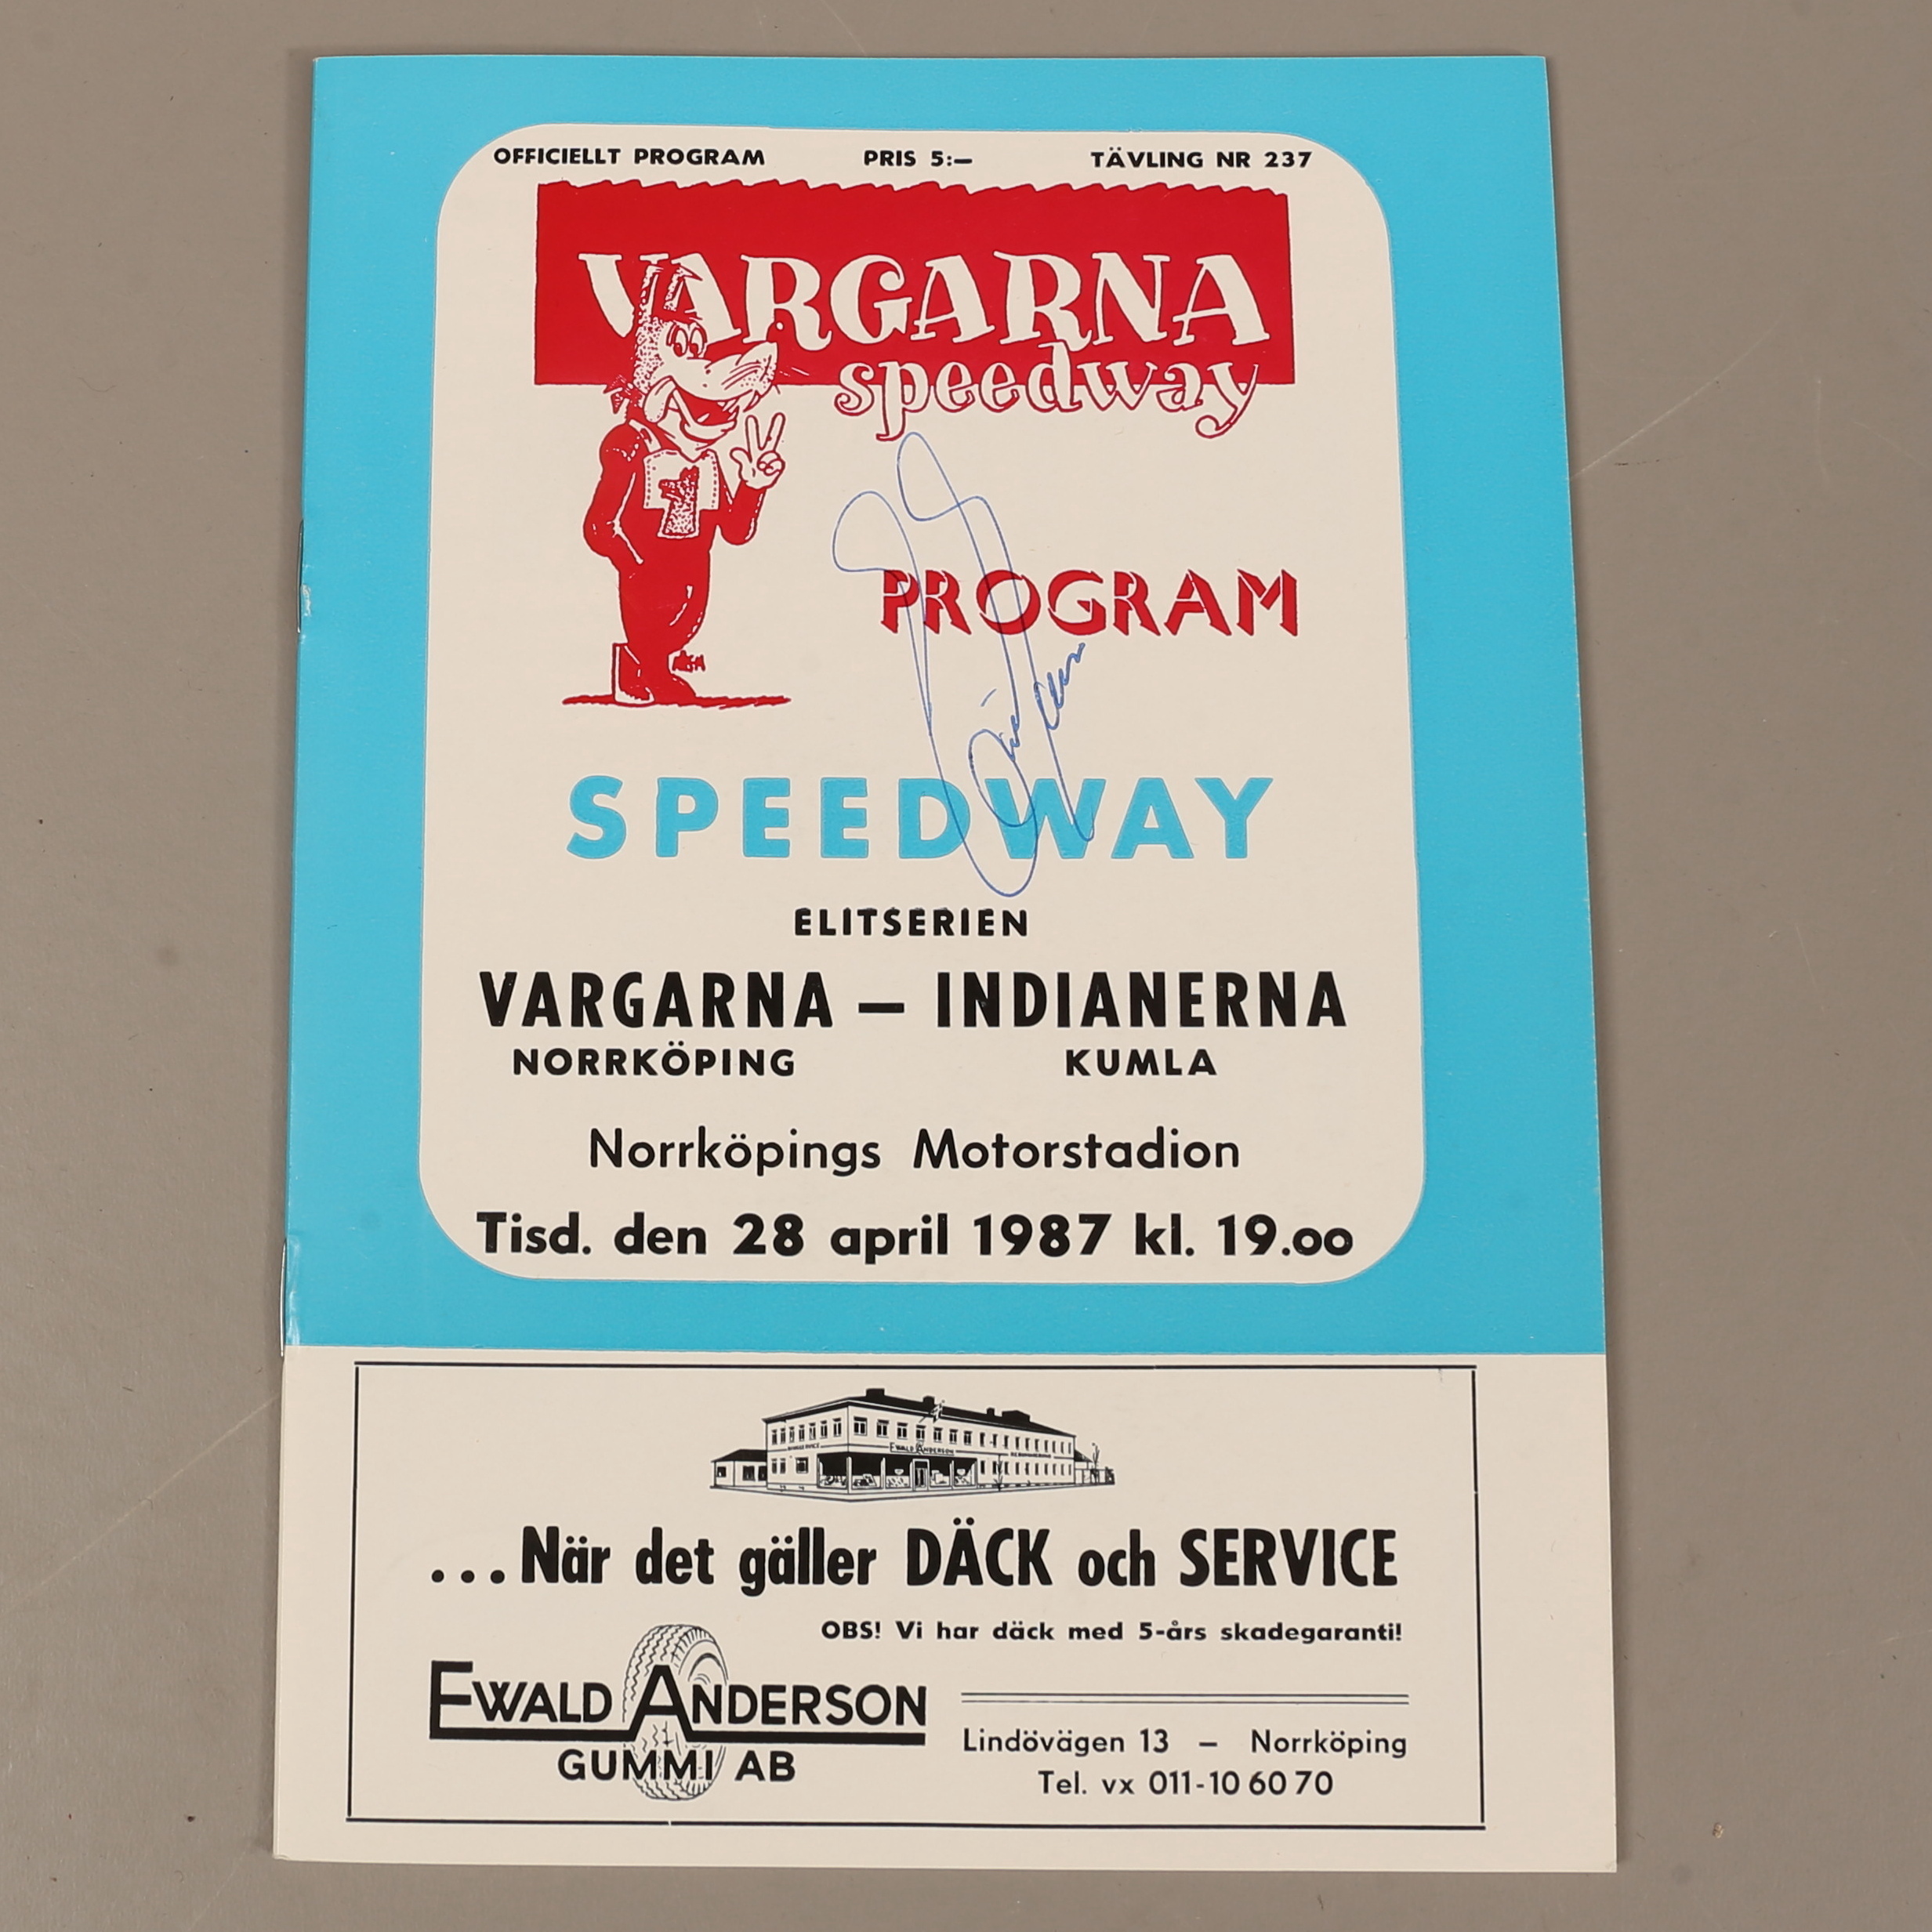 OFFICIELLT PROGRAM PRIS 5:— TÄVLING NR 237
VARGARNA
speedway
PROGRAM
SPEEDWAY
ELITSERIEN
VARGARNA — INDIANERNA
NORRKÖPING KUMLA
Norrköpings Motorstadion
Tisd. den 28 april 1987 kl. 19.oo
EWALD ANDERSON
...När det gäller DÄCK och SERVICE
OBS! Vi har däck med 5-års skadegaranti!
EWALD ANDERSON
GUMMI AB
Lindövägen 13 — Norrköping
Tel. vx 011-10 60 70